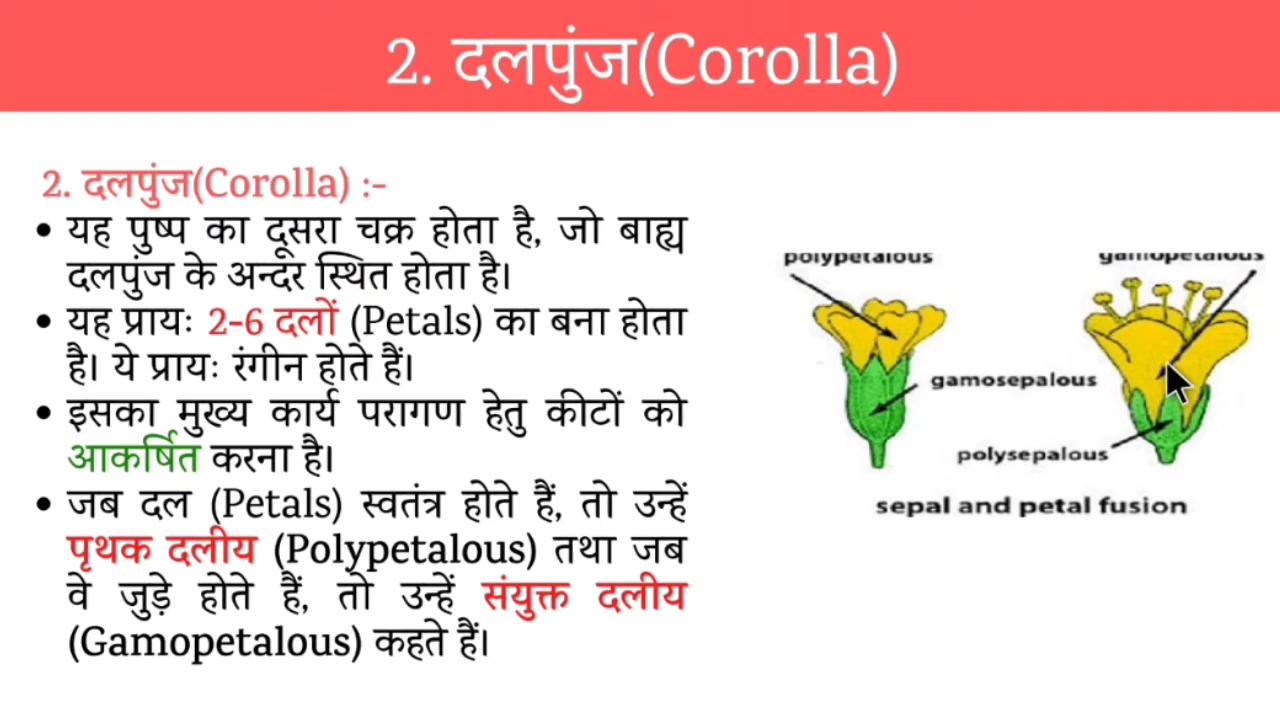 2. दलपुंज(Corolla)
2. दलपुंज(Corolla) :-
• यह पुष्प का दूसरा चक्र होता है, जो बाह्य
दलपुंज के अन्दर स्थित होता है।
• यह प्रायः 2-6 दलों (Petals) का बना होता
है। ये प्रायः रंगीन होते हैं।
• इसका मुख्य कार्य परागण हेतु कीटों को
आकर्षित करना है।
• जब दल (Petals) स्वतंत्र होते हैं, तो उन्हें
पृथक दलीय (Polypetalous) तथा जब
वे जुड़े होते हैं, तो उन्हें संयुक्त दलीय
(Gamopetalous) कहते हैं।
polypetalous
gamopetalous
gamosepalous
polysepalous
sepal and petal fusion